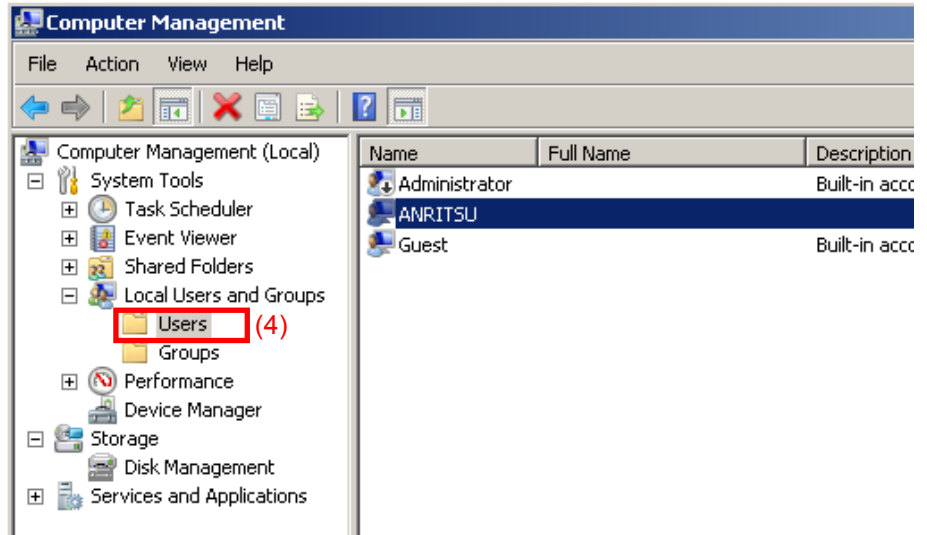 Computer Management
File Action View Help
Computer Management (Local)
System Tools
Task Scheduler
Event Viewer
Shared Folders
Local Users and Groups
Users (4)
Groups
Performance
Device Manager
Storage
Disk Management
Services and Applications
Name Full Name Description
Administrator Built-in acco
ANRITSU
Guest Built-in acco